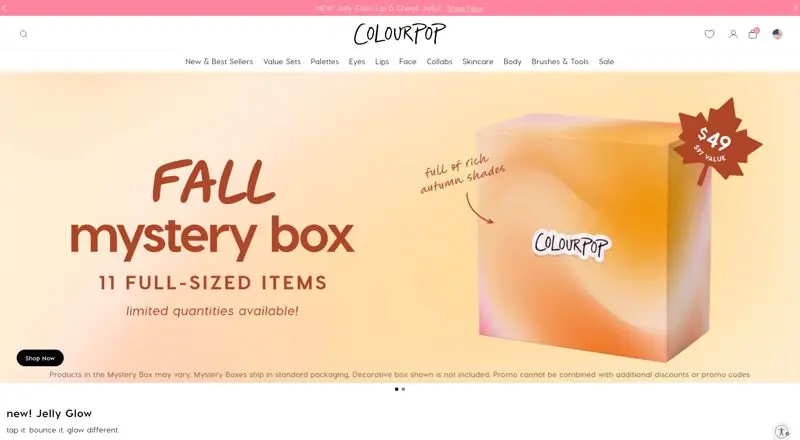 NEW! Jelly Glow Lip & Cheek Jelly! Shop Now
COLOURPOP
New & Best Sellers Value Sets Palettes Eyes Lips Face Collabs Skincare Body Brushes & Tools Sale
FALL
mystery box
11 FULL-SIZED ITEMS
limited quantities available!
full of rich
autumn shades
$49
$97 VALUE
COLOURPOP
Shop Now
Products in the Mystery Box may vary. Mystery Boxes ship in standard packaging. Decorative box shown is not included. Promo cannot be combined with additional discounts or promo codes
new! Jelly Glow
tap it. bounce it. glow different.